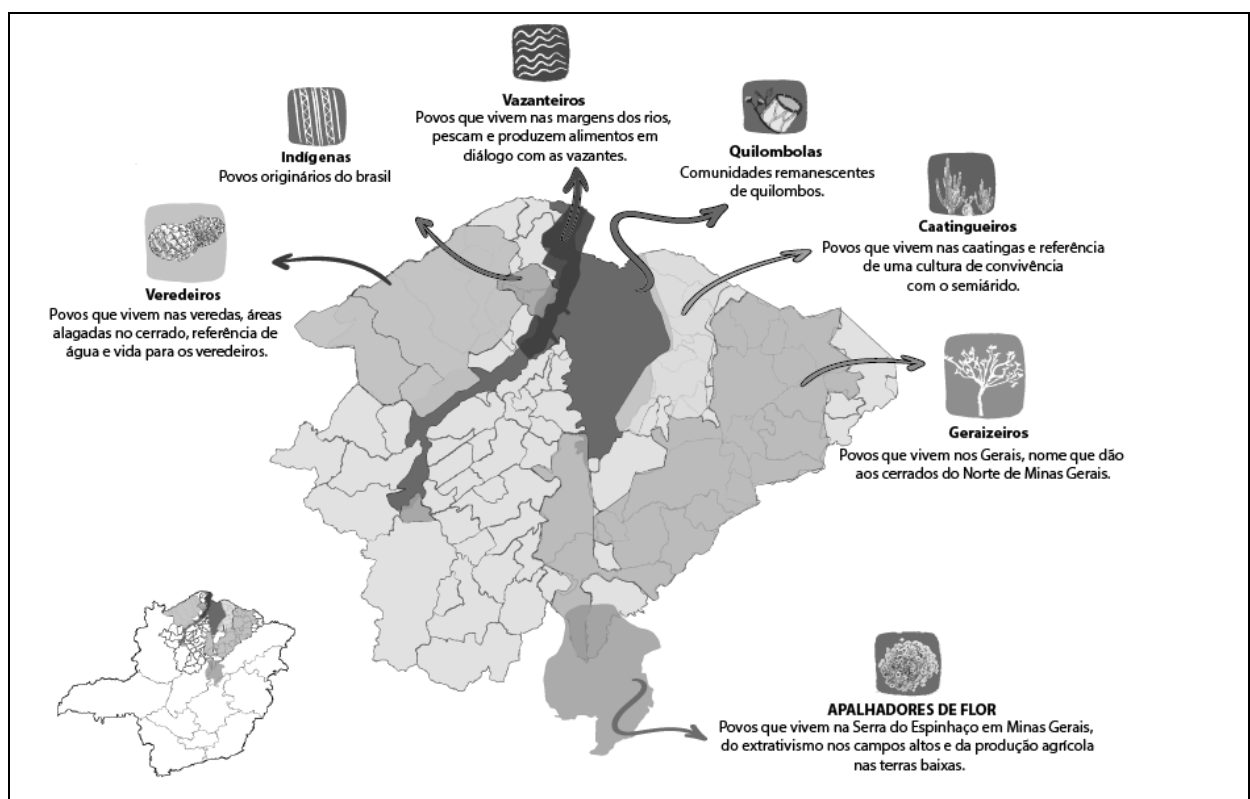 Vazanteiros
Povos que vivem nas margens dos rios,
pescam e produzem alimentos em
diálogo com as vazantes.
Indígenas
Povos originários do brasil
Quilombolas
Comunidades remanescentes
de quilombos.
Caatingueiros
Povos que vivem nas caatingas e referência
de uma cultura de convivência
com o semiárido.
Veredeiros
Povos que vivem nas veredas, áreas
alagadas no cerrado, referência de
água e vida para os veredeiros.
Geraizeiros
Povos que vivem nos Gerais, nome que dão
aos cerrados do Norte de Minas Gerais.
APALHADORES DE FLOR
Povos que vivem na Serra do Espinhaço em Minas Gerais,
do extrativismo nos campos altos e da produção agrícola
nas terras baixas.